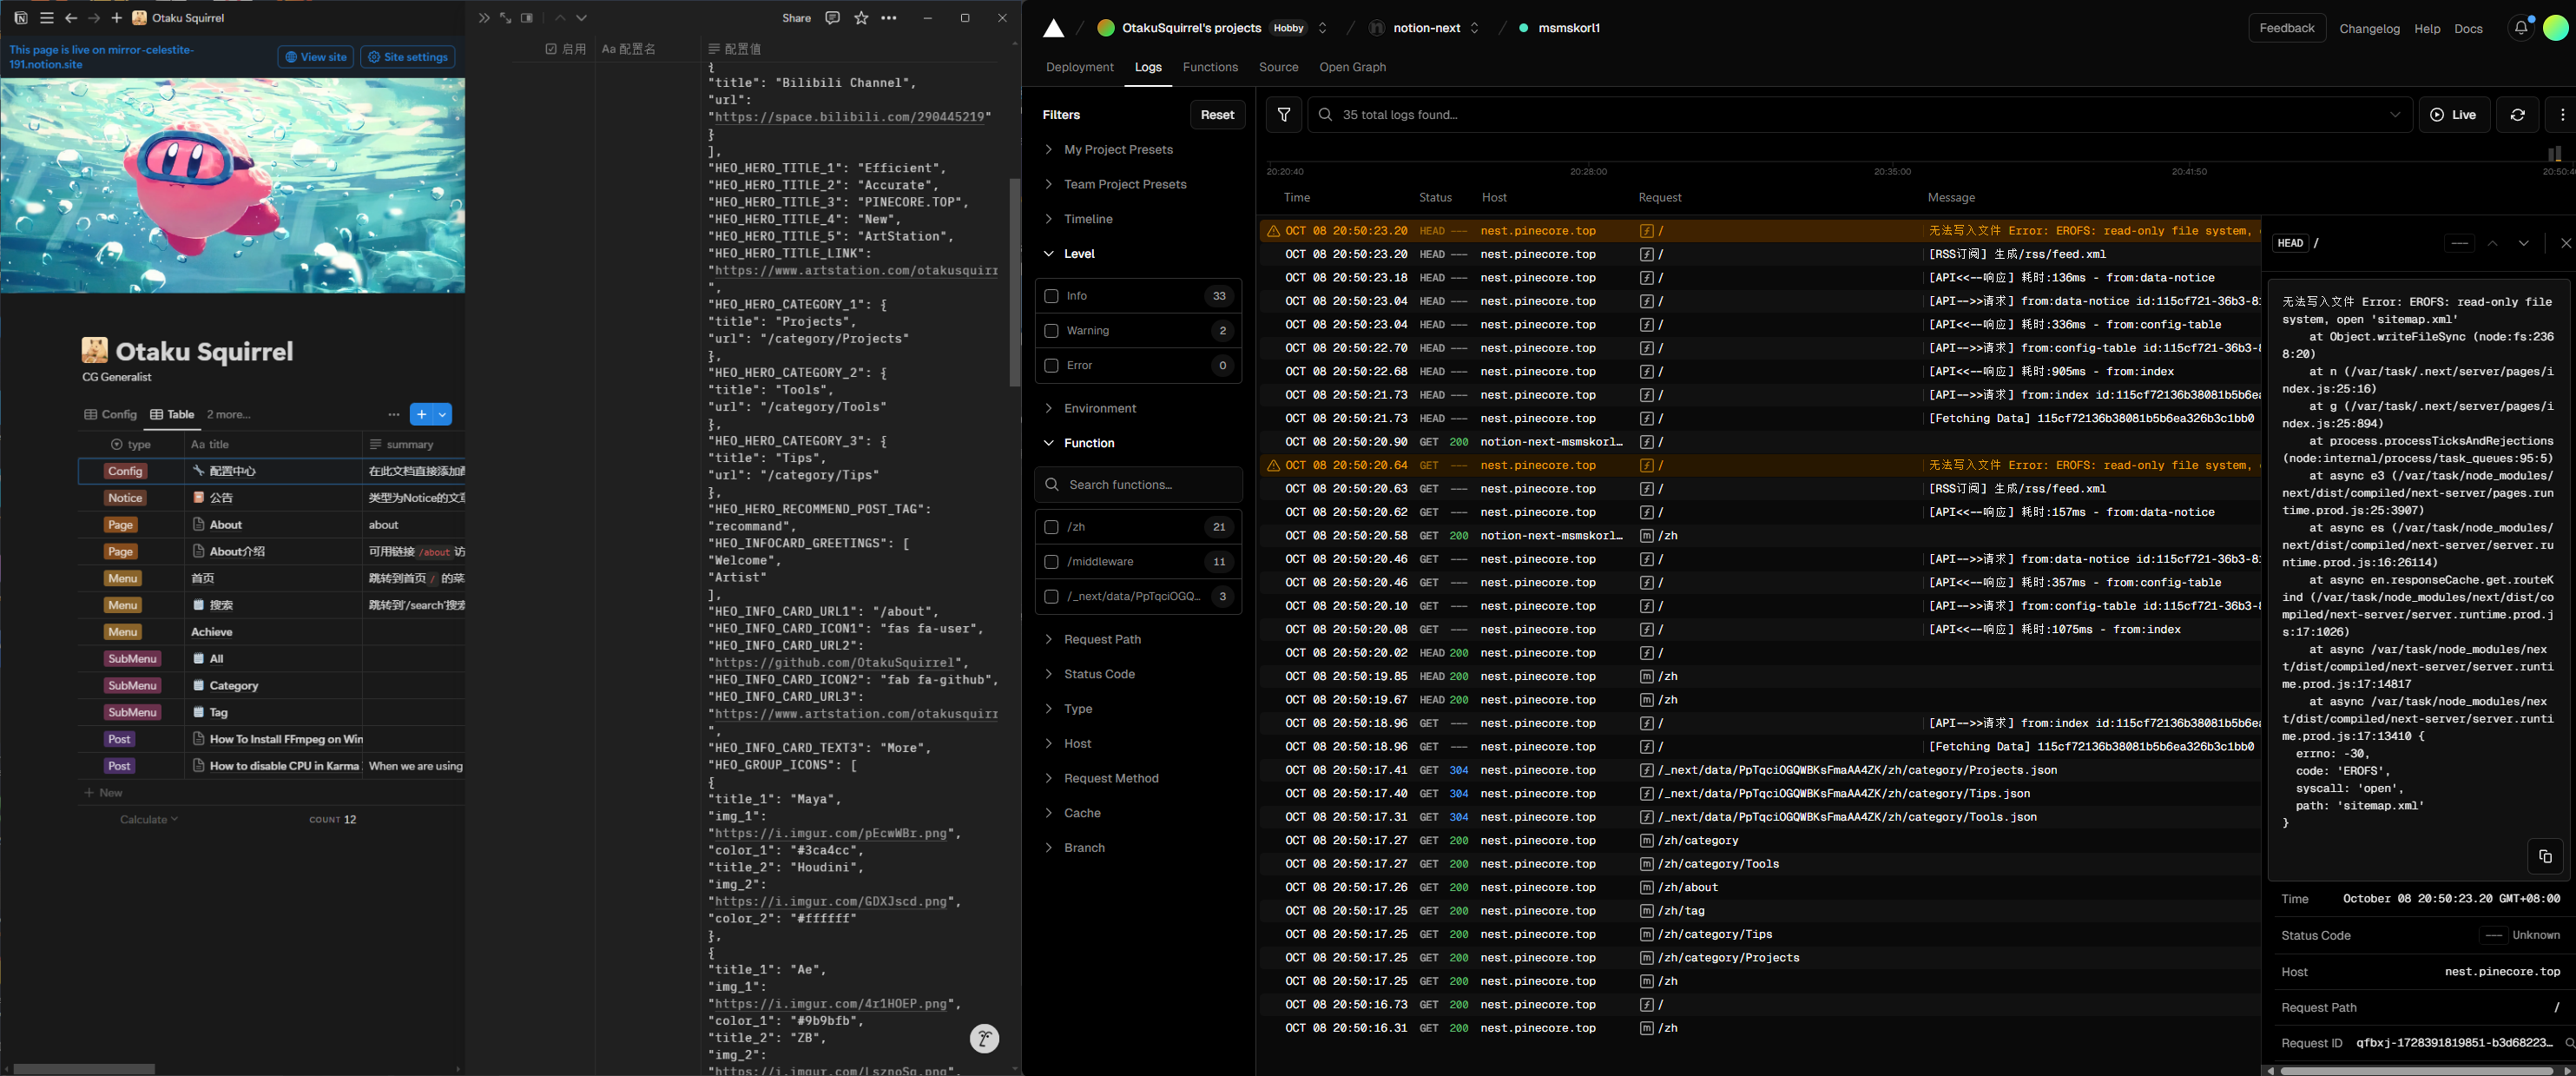 Otaku Squirrel
This page is live on mirror-celestite-
191.notion.site
View site
Site settings
Otaku Squirrel
CG Generalist
Config
Table
2 more...
type
Aa title
summary
Config
配置中心
在此文档直接添加
Notice
公告
类型为Notice的文
Page
About
about
Page
About介绍
可用链接 /about 访
Menu
首页
跳转到首页 / 的菜
Menu
搜索
跳转到'/search'搜索
Menu
Achieve
SubMenu
All
SubMenu
Category
SubMenu
Tag
Post
How To Install FFmpeg on Win
Post
How to disable CPU in Karma
When we are using
+ New
Calculate
COUNT 12
Share
启用
Aa 配置名
配置值
{
"title": "Bilibili Channel",
"url":
"https://space.bilibili.com/290445219"
}
],
"HEO_HERO_TITLE_1": "Efficient",
"HEO_HERO_TITLE_2": "Accurate",
"HEO_HERO_TITLE_3": "PINECORE.TOP",
"HEO_HERO_TITLE_4": "New",
"HEO_HERO_TITLE_5": "ArtStation",
"HEO_HERO_TITLE_LINK":
"https://www.artstation.com/otakusquirr
",
"HEO_HERO_CATEGORY_1": {
"title": "Projects",
"url": "/category/Projects"
},
"HEO_HERO_CATEGORY_2": {
"title": "Tools",
"url": "/category/Tools"
},
"HEO_HERO_CATEGORY_3": {
"title": "Tips",
"url": "/category/Tips"
},
"HEO_HERO_RECOMMEND_POST_TAG":
"recommand",
"HEO_INFOCARD_GREETINGS": [
"Welcome",
"Artist"
],
"HEO_INFO_CARD_URL1": "/about",
"HEO_INFO_CARD_ICON1": "fas fa-user",
"HEO_INFO_CARD_URL2":
"https://github.com/OtakuSquirrel",
"HEO_INFO_CARD_ICON2": "fab fa-github",
"HEO_INFO_CARD_URL3":
"https://www.artstation.com/otakusquirr
",
"HEO_INFO_CARD_TEXT3": "More",
"HEO_GROUP_ICONS": [
{
"title_1": "Maya",
"img_1":
"https://i.imgur.com/pEcwWBr.png",
"color_1": "#3ca4cc",
"title_2": "Houdini",
"img_2":
"https://i.imgur.com/GDXJscd.png",
"color_2": "#ffffff"
},
{
"title_1": "Ae",
"img_1":
"https://i.imgur.com/4r1HOEP.png",
"color_1": "#9b9bfb",
"title_2": "ZB",
"img_2":
"https://i.imgur.com/LsznoSg.png",
OtakuSquirrel's projects
Hobby
notion-next
msmskorl1
Feedback
Changelog
Help
Docs
Deployment
Logs
Functions
Source
Open Graph
Filters
Reset
My Project Presets
Team Project Presets
Timeline
Level
Info 33
Warning 2
Error 0
Environment
Function
Search functions...
/zh 21
/middleware 11
/_next/data/PpTqciOGQ... 3
Request Path
Status Code
Type
Host
Request Method
Cache
Branch
35 total logs found...
Live
20:20:40
20:28:00
20:35:00
20:41:50
20:50:4
Time Status Host Request Message
OCT 08 20:50:23.20 HEAD --- nest.pinecore.top / 无法写入文件 Error: EROFS: read-only file system,
OCT 08 20:50:23.20 HEAD --- nest.pinecore.top / [RSS订阅] 生成/rss/feed.xml
OCT 08 20:50:23.18 HEAD --- nest.pinecore.top / [API<<--响应] 耗时:136ms - from:data-notice
OCT 08 20:50:23.04 HEAD --- nest.pinecore.top / [API-->>请求] from:data-notice id:115cf721-36b3-81
OCT 08 20:50:23.04 HEAD --- nest.pinecore.top / [API<<--响应] 耗时:336ms - from:config-table
OCT 08 20:50:22.70 HEAD --- nest.pinecore.top / [API-->>请求] from:config-table id:115cf721-36b3-8
OCT 08 20:50:22.68 HEAD --- nest.pinecore.top / [API<<--响应] 耗时:905ms - from:index
OCT 08 20:50:21.73 HEAD --- nest.pinecore.top / [API-->>请求] from:index id:115cf72136b38081b5b6ea
OCT 08 20:50:21.73 HEAD --- nest.pinecore.top / [Fetching Data] 115cf72136b38081b5b6ea326b3c1bb0
OCT 08 20:50:20.90 GET 200 notion-next-msmskorl... /
OCT 08 20:50:20.64 GET --- nest.pinecore.top / 无法写入文件 Error: EROFS: read-only file system,
OCT 08 20:50:20.63 GET --- nest.pinecore.top / [RSS订阅] 生成/rss/feed.xml
OCT 08 20:50:20.62 GET --- nest.pinecore.top / [API<<--响应] 耗时:157ms - from:data-notice
OCT 08 20:50:20.58 GET 200 notion-next-msmskorl... /zh
OCT 08 20:50:20.46 GET --- nest.pinecore.top / [API-->>请求] from:data-notice id:115cf721-36b3-81
OCT 08 20:50:20.46 GET --- nest.pinecore.top / [API<<--响应] 耗时:357ms - from:config-table
OCT 08 20:50:20.10 GET --- nest.pinecore.top / [API-->>请求] from:config-table id:115cf721-36b3-8
OCT 08 20:50:20.08 GET --- nest.pinecore.top / [API<<--响应] 耗时:1075ms - from:index
OCT 08 20:50:20.02 HEAD 200 nest.pinecore.top /
OCT 08 20:50:19.85 HEAD 200 nest.pinecore.top /zh
OCT 08 20:50:19.67 HEAD 200 nest.pinecore.top /zh
OCT 08 20:50:18.96 GET --- nest.pinecore.top / [API-->>请求] from:index id:115cf72136b38081b5b6ea
OCT 08 20:50:18.96 GET --- nest.pinecore.top / [Fetching Data] 115cf72136b38081b5b6ea326b3c1bb0
OCT 08 20:50:17.41 GET 304 nest.pinecore.top /_next/data/PpTqciOGQWBKsFmaAA4ZK/zh/category/Projects.json
OCT 08 20:50:17.40 GET 304 nest.pinecore.top /_next/data/PpTqciOGQWBKsFmaAA4ZK/zh/category/Tips.json
OCT 08 20:50:17.31 GET 304 nest.pinecore.top /_next/data/PpTqciOGQWBKsFmaAA4ZK/zh/category/Tools.json
OCT 08 20:50:17.27 GET 200 nest.pinecore.top /zh/category
OCT 08 20:50:17.27 GET 200 nest.pinecore.top /zh/category/Tools
OCT 08 20:50:17.26 GET 200 nest.pinecore.top /zh/about
OCT 08 20:50:17.25 GET 200 nest.pinecore.top /zh/tag
OCT 08 20:50:17.25 GET 200 nest.pinecore.top /zh/category/Tips
OCT 08 20:50:17.25 GET 200 nest.pinecore.top /zh/category/Projects
OCT 08 20:50:17.25 GET 200 nest.pinecore.top /zh
OCT 08 20:50:16.73 GET 200 nest.pinecore.top /
OCT 08 20:50:16.31 GET 200 nest.pinecore.top /zh
HEAD /
---
无法写入文件 Error: EROFS: read-only file
system, open 'sitemap.xml'
at Object.writeFileSync (node:fs:236
8:20)
at n (/var/task/.next/server/pages/i
ndex.js:25:16)
at g (/var/task/.next/server/pages/i
ndex.js:25:894)
at process.processTicksAndRejections
(node:internal/process/task_queues:95:5)
at async e3 (/var/task/node_modules/
next/dist/compiled/next-server/pages.run
time.prod.js:25:3907)
at async es (/var/task/node_modules/
next/dist/compiled/next-server/server.ru
ntime.prod.js:16:26114)
at async en.responseCache.get.routeK
ind (/var/task/node_modules/next/dist/co
mpiled/next-server/server.runtime.prod.j
s:17:1026)
at async /var/task/node_modules/nex
t/dist/compiled/next-server/server.runti
me.prod.js:17:14817
at async /var/task/node_modules/nex
t/dist/compiled/next-server/server.runti
me.prod.js:17:13410 {
errno: -30,
code: 'EROFS',
syscall: 'open',
path: 'sitemap.xml'
}
Time October 08 20:50:23.20 GMT+08:00
Status Code --- Unknown
Host nest.pinecore.top
Request Path /
Request ID qfbxj-1728391819851-b3d68223...